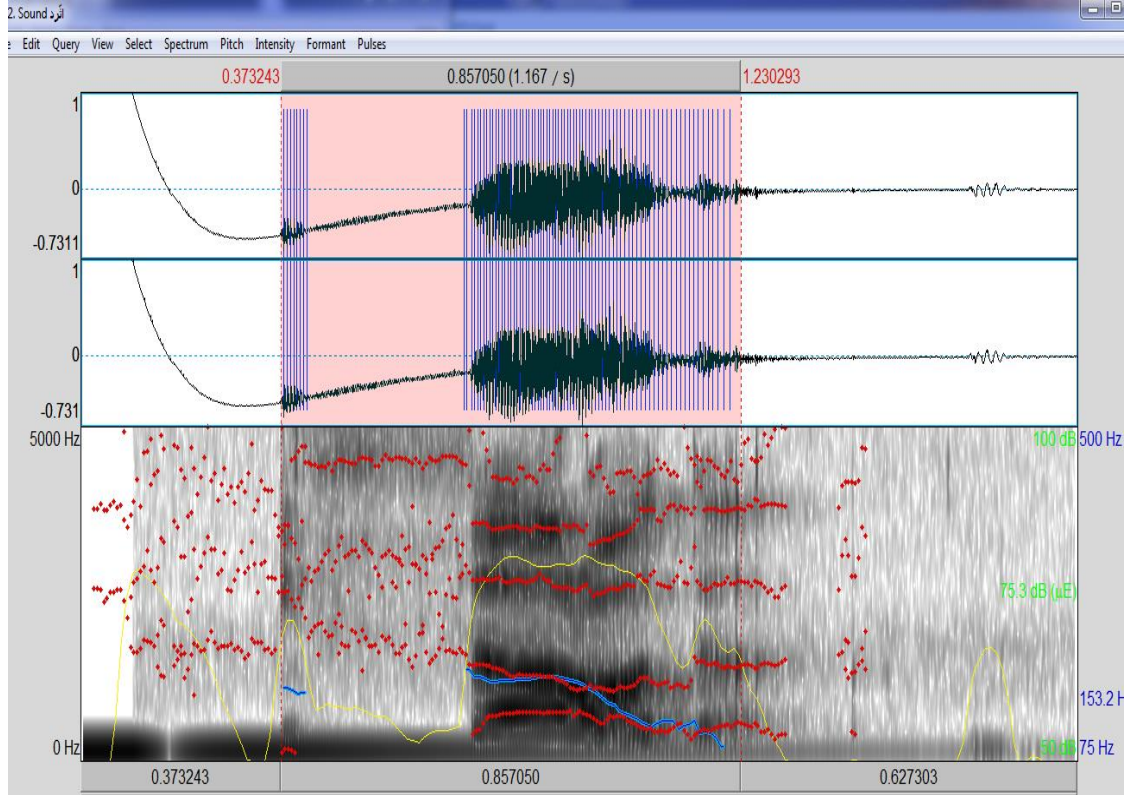 2. Sound اثّرد
Edit Query View Select Spectrum Pitch Intensity Formant Pulses
0.373243 0.857050 (1.167 / s) 1.230293
1
0
-0.7311
1
0
-0.731
5000 Hz 100 dB 500 Hz
75.3 dB (µE)
153.2 H
0 Hz 50 dB 75 Hz
0.373243 0.857050 0.627303